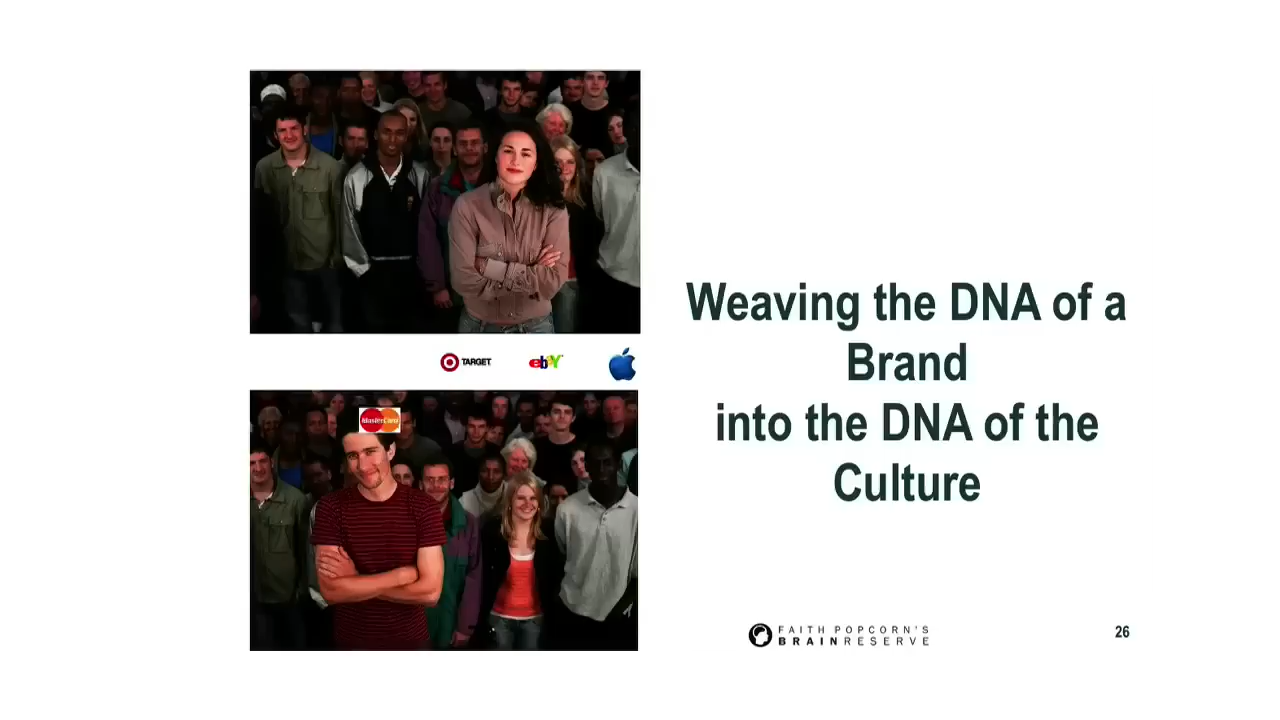 TARGET
ebY
MasterCard
Weaving the DNA of a
Brand
into the DNA of the
Culture
FAITH POPCORN'S
BRAINRESERVE
26